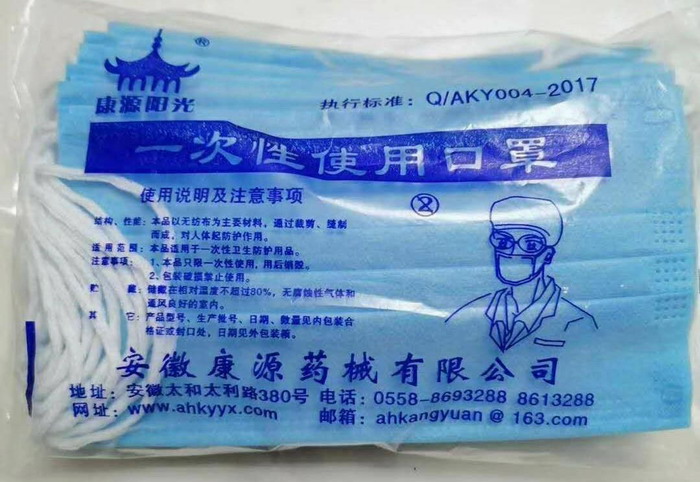 ®
康源阳光
执行标准：Q/AKY004-2017
一次性使用口罩
使用说明及注意事项
结构、性能：本品以无纺布为主要材料，通过裁剪、缝制
而成，对人体起防护作用。
适用范围：本品适用于一次性卫生防护用品。
注意事项：1、本品只限一次性使用，用后销毁。
2、包装破损禁止使用。
贮 藏：储藏在相对湿度不超过80%，无腐蚀性气体和
通风良好的室内。
其 它：产品型号、生产批号、日期、数量见内包装合
格证或封口处，日期见外包装箱。
②
安徽康源药械有限公司
地址：安徽太和太利路380号 电话：0558-8693288 8613288
网址：www.ahkyyx.com 邮箱：ahkangyuan @ 163.com